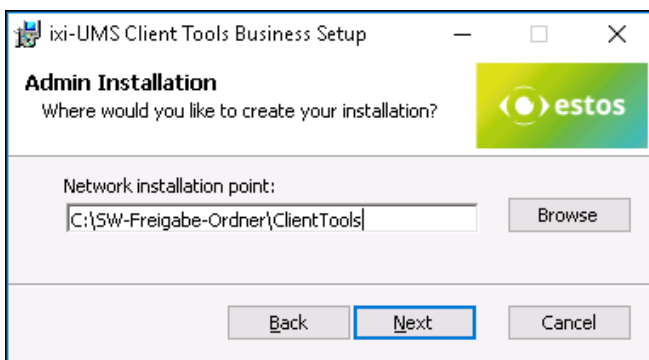 ixi-UMS Client Tools Business Setup
Admin Installation
Where would you like to create your installation?
estos
Network installation point:
C:\SW-Freigabe-Ordner\ClientTools
Browse
Back
Next
Cancel